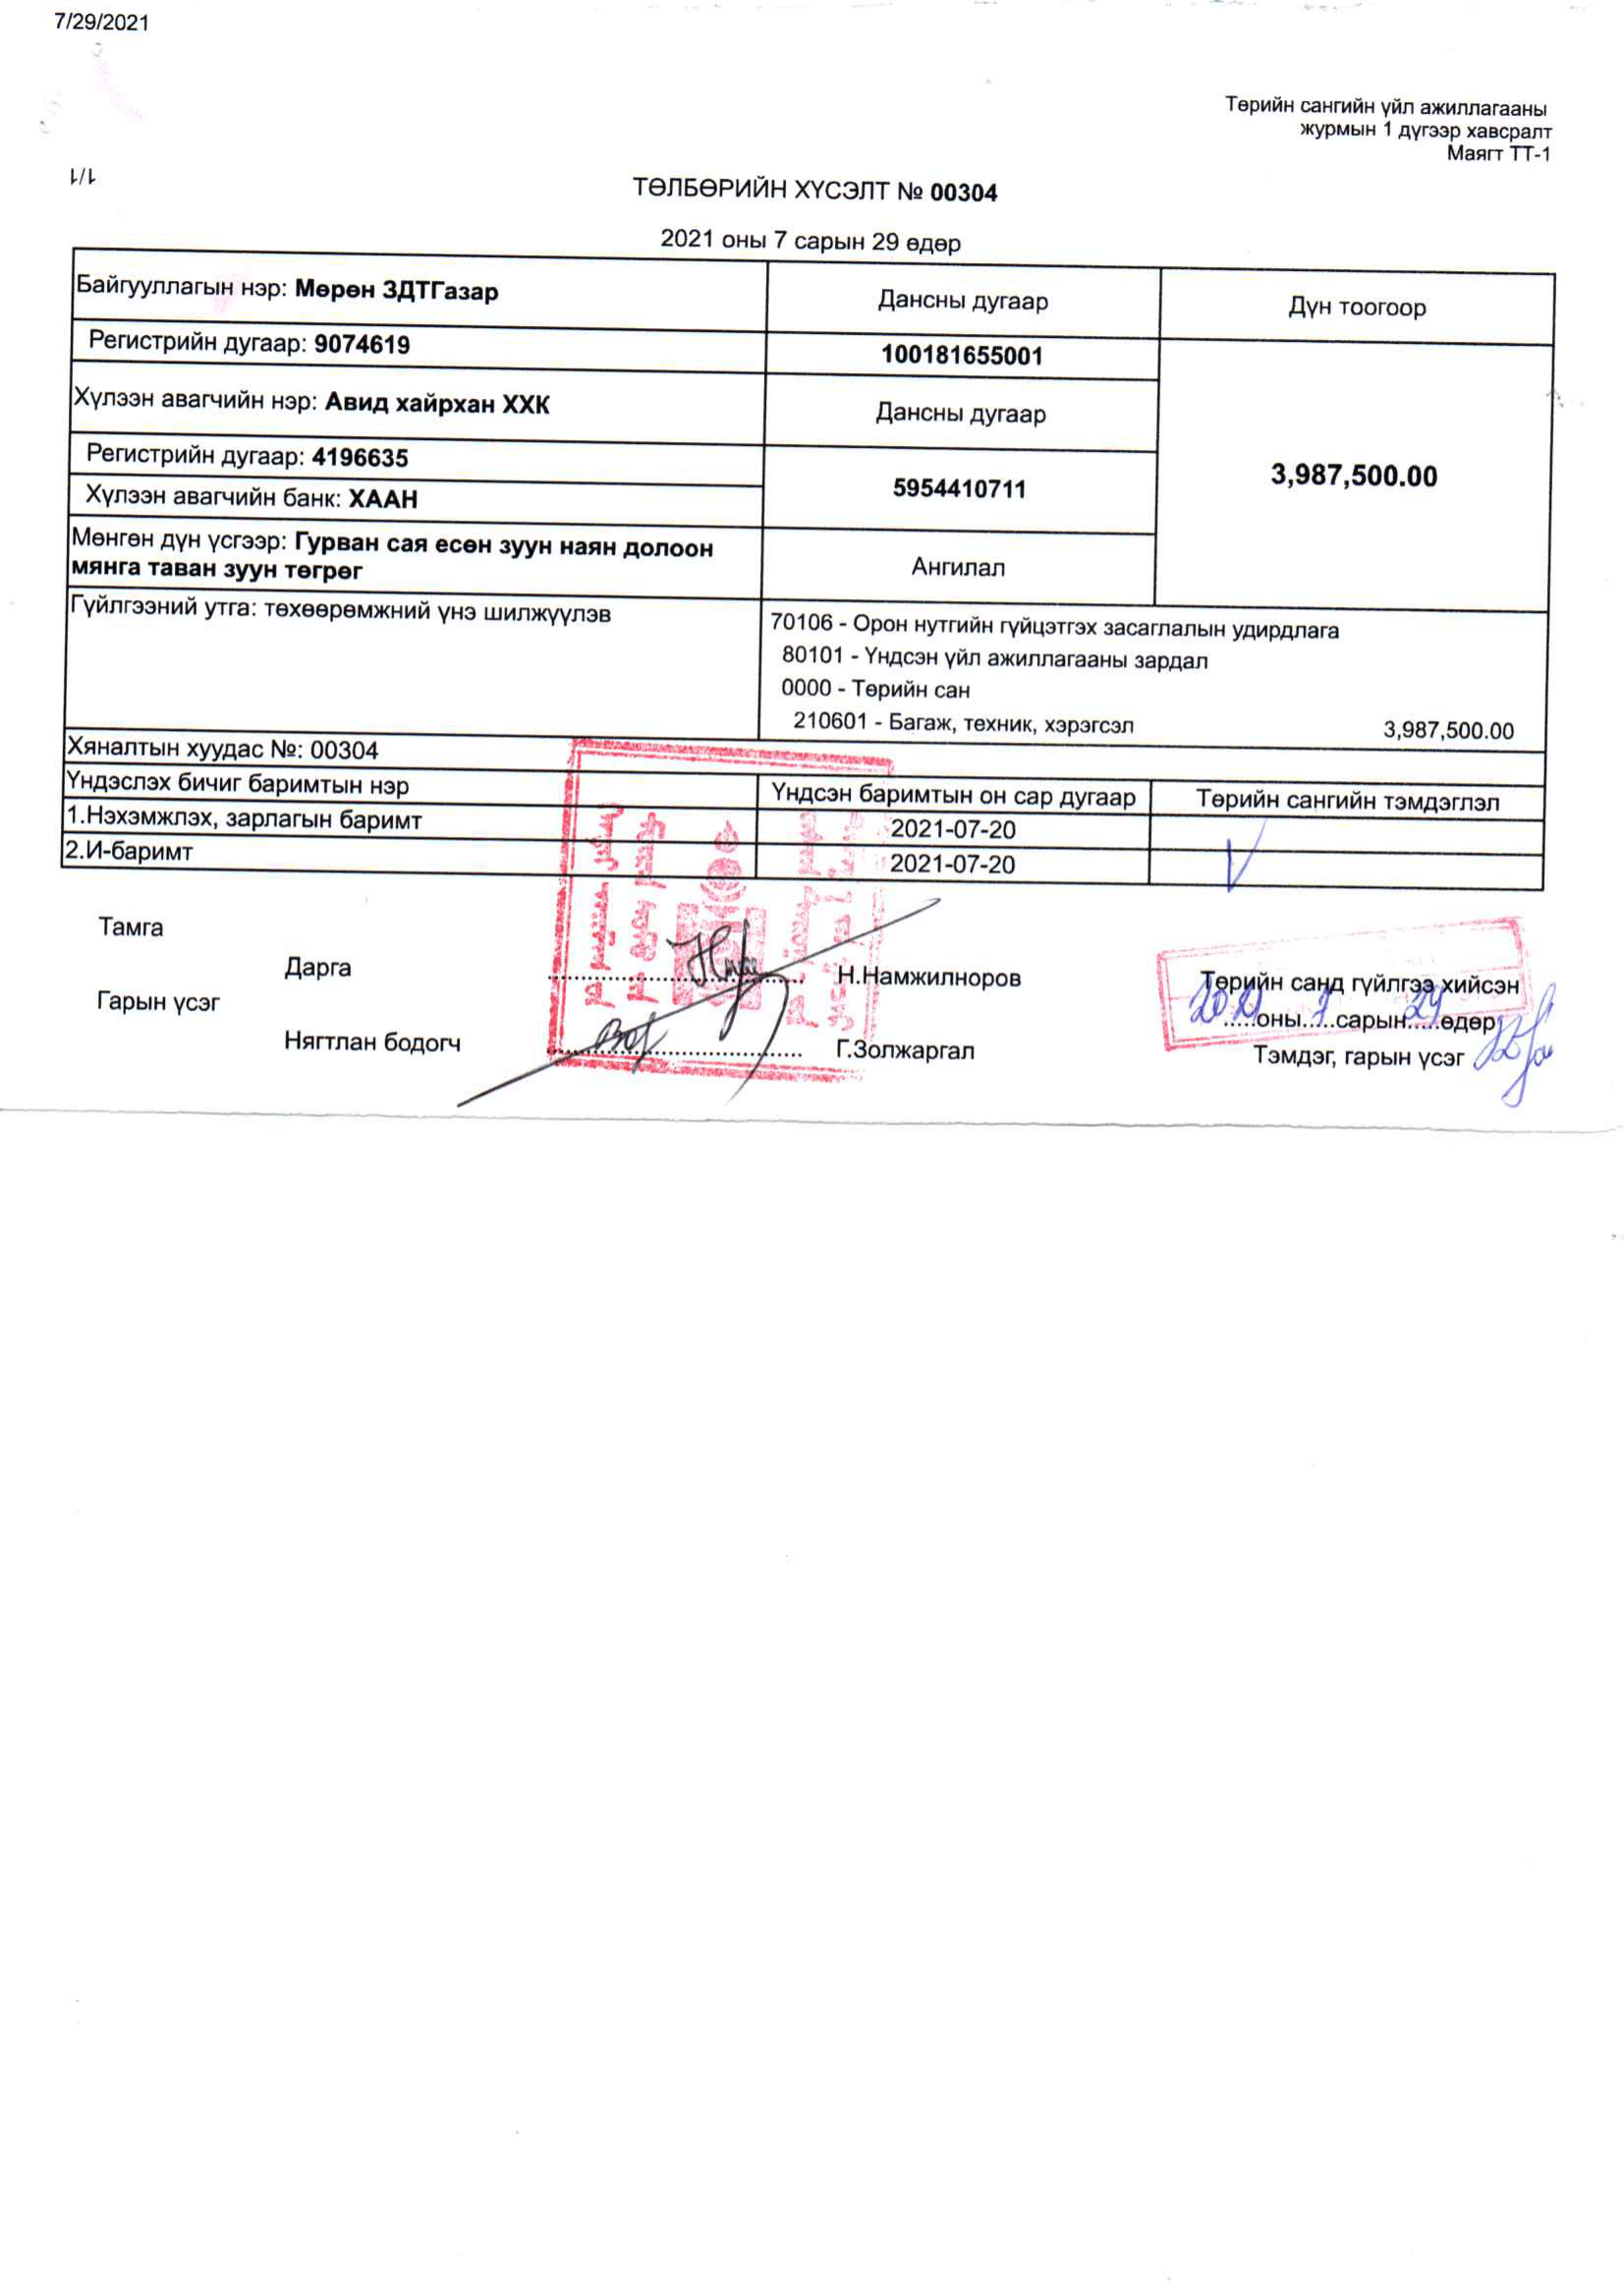 7/29/2021
Төрийн сангийн үйл ажиллагааны
журмын 1 дүгээр хавсралт
Маягт ТТ-1
1/1
ТӨЛБӨРИЙН ХҮСЭЛТ № 00304
2021 оны 7 сарын 29 өдөр
Байгууллагын нэр: Мөрөн ЗДТГазар
Дансны дугаар
Дүн тоогоор
Регистрийн дугаар: 9074619
100181655001
Хүлээн авагчийн нэр: Авид хайрхан ХХК
Дансны дугаар
3,987,500.00
Регистрийн дугаар: 4196635
5954410711
Хүлээн авагчийн банк: ХААН
Мөнгөн дүн үсгээр: Гурван сая есөн зуун наян долоон
мянга таван зуун төгрөг
Ангилал
Гүйлгээний утга: төхөөрөмжний үнэ шилжүүлэв
70106 - Орон нутгийн гүйцэтгэх засаглалын удирдлага
80101 - Үндсэн үйл ажиллагааны зардал
0000 - Төрийн сан
210601 - Багаж, техник, хэрэгсэл 3,987,500.00
Хяналтын хуудас №: 00304
Үндэслэх бичиг баримтын нэр
Үндсэн баримтын он сар дугаар
Төрийн сангийн тэмдэглэл
1.Нэхэмжлэх, зарлагын баримт
2021-07-20
2.И-баримт
2021-07-20
Тамга
Дарга ........................ Н.Намжилноров
Гарын үсэг
Нягтлан бодогч ........................ Г.Золжаргал
Төрийн санд гүйлгээ хийсэн
2021 оны 7 сарын 29 өдөр
Тэмдэг, гарын үсэг